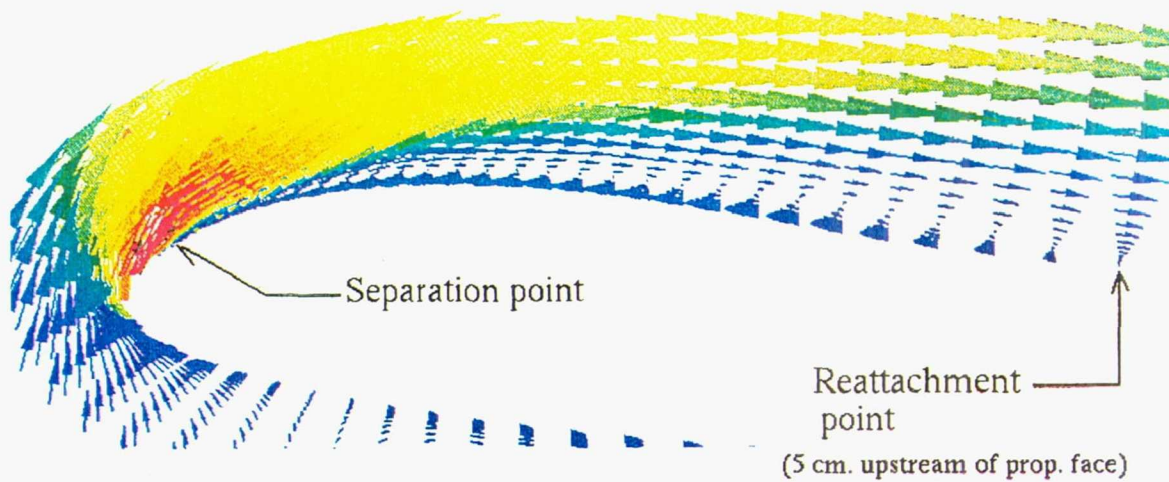 Separation point
Reattachment
point
(5 cm. upstream of prop. face)